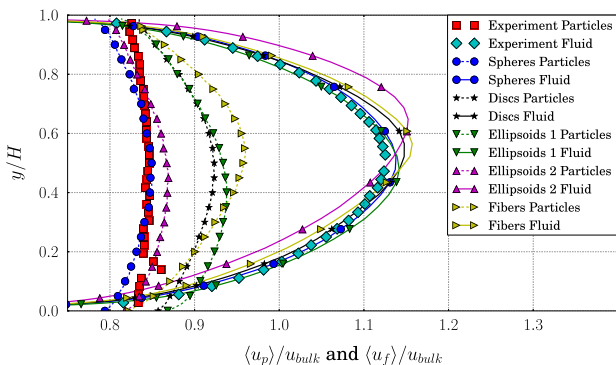 1.0
0.8
0.6
0.4
0.2
0.0
y/H
0.8 0.9 1.0 1.1 1.2 1.3
⟨u_p⟩/u_bulk and ⟨u_f⟩/u_bulk
Experiment Particles
Experiment Fluid
Spheres Particles
Spheres Fluid
Discs Particles
Discs Fluid
Ellipsoids 1 Particles
Ellipsoids 1 Fluid
Ellipsoids 2 Particles
Ellipsoids 2 Fluid
Fibers Particles
Fibers Fluid